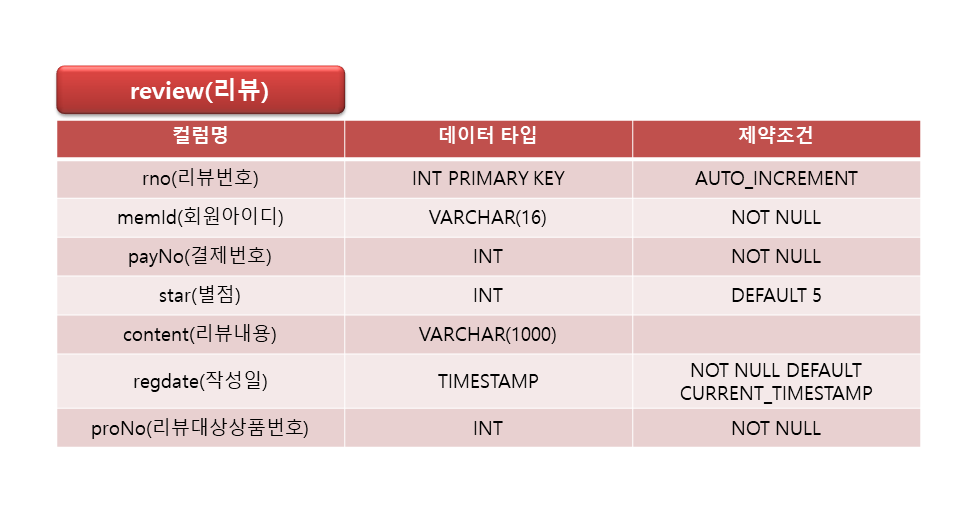 review(리뷰)
컬럼명 데이터 타입 제약조건
rno(리뷰번호) INT PRIMARY KEY AUTO_INCREMENT
memId(회원아이디) VARCHAR(16) NOT NULL
payNo(결제번호) INT NOT NULL
star(별점) INT DEFAULT 5
content(리뷰내용) VARCHAR(1000)
regdate(작성일) TIMESTAMP NOT NULL DEFAULT
CURRENT_TIMESTAMP
proNo(리뷰대상상품번호) INT NOT NULL